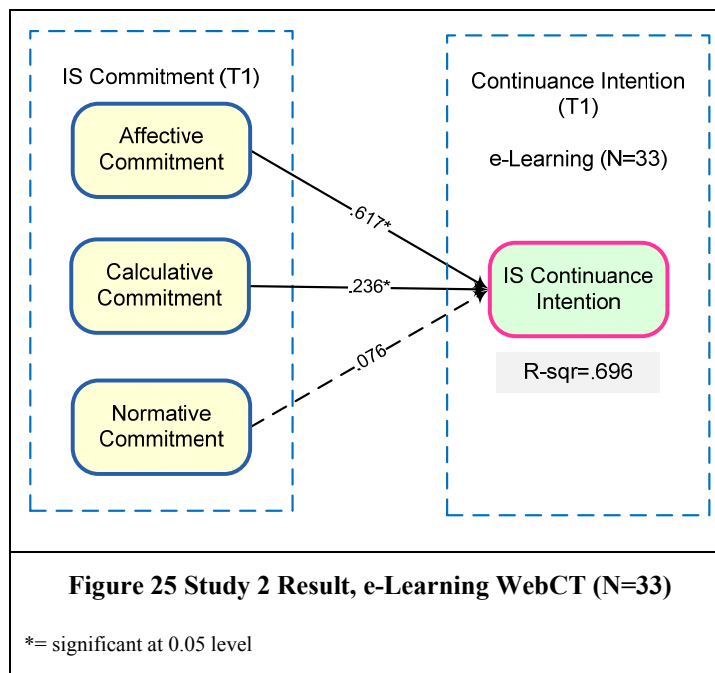 IS Commitment (T1)
Affective
Commitment
Calculative
Commitment
Normative
Commitment
.617*
.236*
.076
Continuance Intention
(T1)
e-Learning (N=33)
IS Continuance
Intention
R-sqr=.696
Figure 25 Study 2 Result, e-Learning WebCT (N=33)
*= significant at 0.05 level